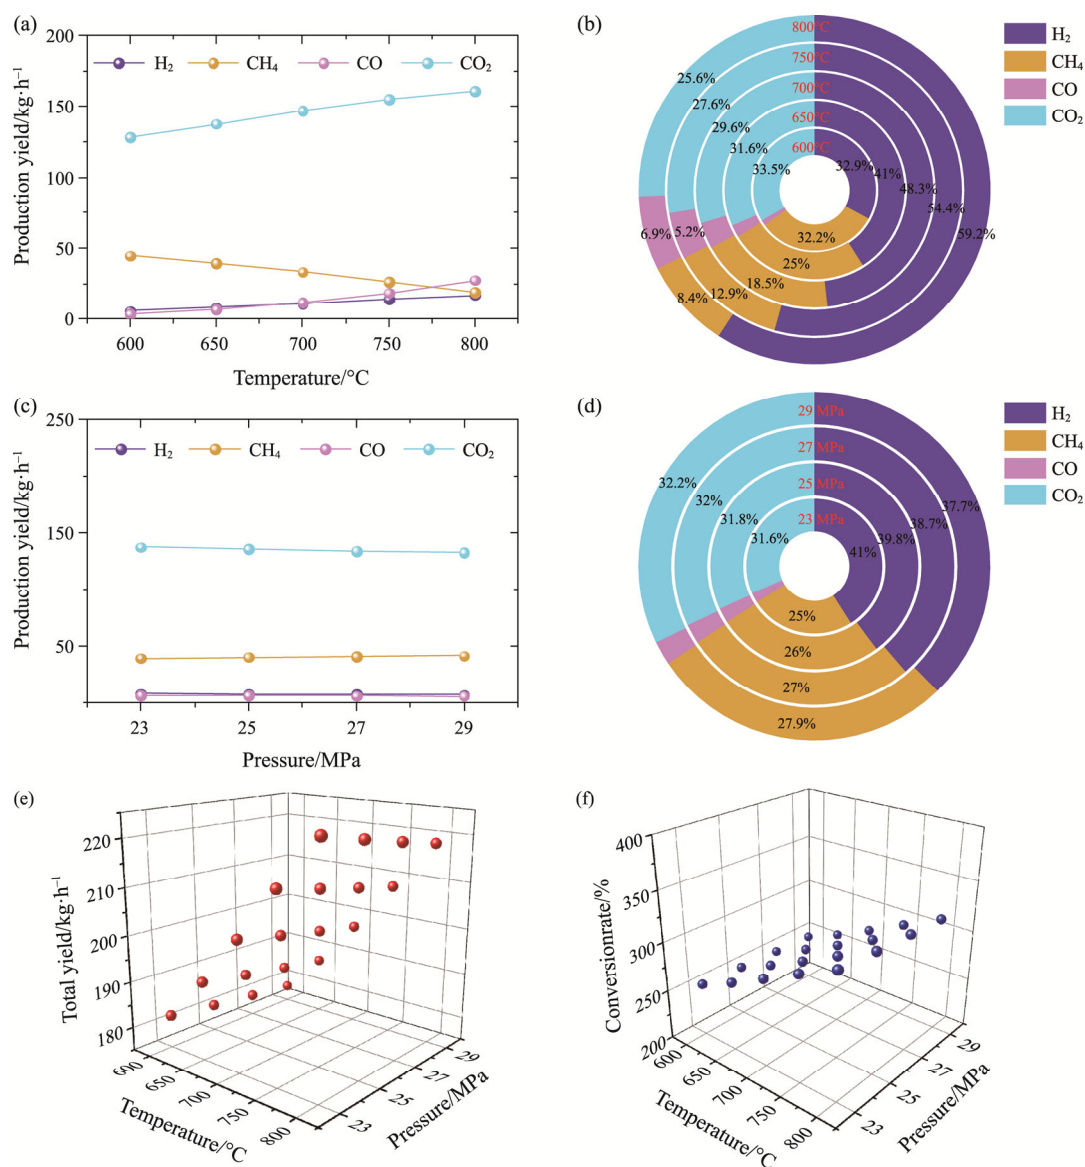 (a)
200
150
100
50
0
Production yield/kg·h⁻¹
H₂ CH₄ CO CO₂
600 650 700 750 800
Temperature/°C
(b)
800°C
750°C
700°C
650°C
600°C
25.6%
27.6%
29.6%
31.6%
33.5%
32.9%
41%
48.3%
54.4%
59.2%
6.9%
5.2%
32.2%
25%
18.5%
12.9%
8.4%
H₂
CH₄
CO
CO₂
(c)
250
150
50
Production yield/kg·h⁻¹
H₂ CH₄ CO CO₂
23 25 27 29
Pressure/MPa
(d)
29 MPa
27 MPa
25 MPa
23 MPa
32.2%
32%
31.8%
31.6%
37.7%
38.7%
39.8%
41%
25%
26%
27%
27.9%
H₂
CH₄
CO
CO₂
(e)
220
210
200
190
180
Total yield/kg·h⁻¹
600 650 700 750 800
Temperature/°C
23 25 27 29
Pressure/MPa
(f)
400
350
300
250
200
Conversionrate/%
600 650 700 750 800
Temperature/°C
23 25 27 29
Pressure/MPa